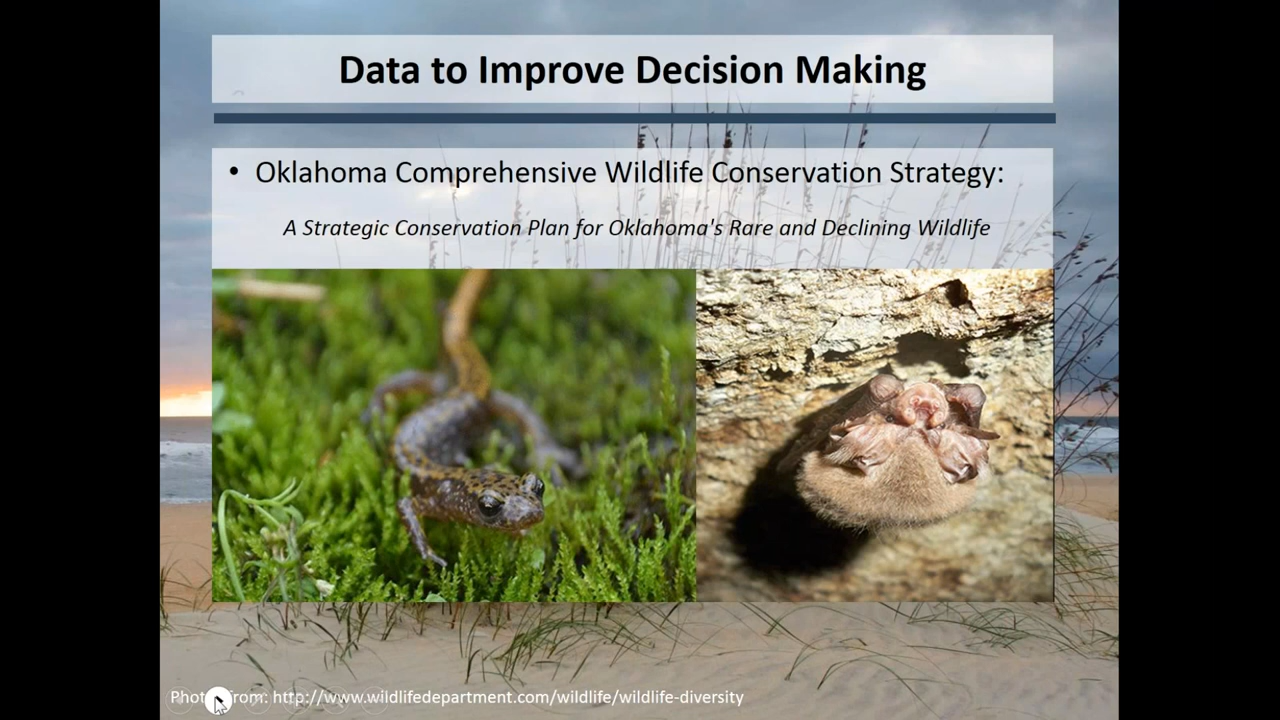 Data to Improve Decision Making
• Oklahoma Comprehensive Wildlife Conservation Strategy:
A Strategic Conservation Plan for Oklahoma's Rare and Declining Wildlife
from: http://www.wildlifedepartment.com/wildlife/wildlife-diversity